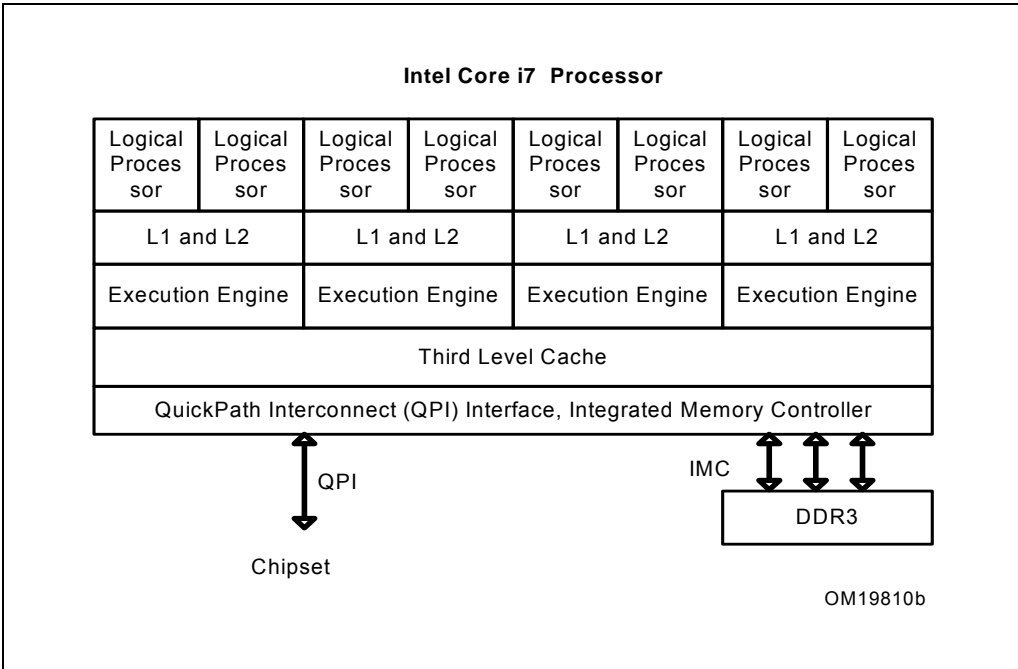 Intel Core i7 Processor
Logical Logical Logical Logical Logical Logical Logical Logical
Proces Proces Proces Proces Proces Proces Proces Proces
sor sor sor sor sor sor sor sor
L1 and L2 L1 and L2 L1 and L2 L1 and L2
Execution Engine Execution Engine Execution Engine Execution Engine
Third Level Cache
QuickPath Interconnect (QPI) Interface, Integrated Memory Controller
QPI
IMC
DDR3
Chipset
OM19810b